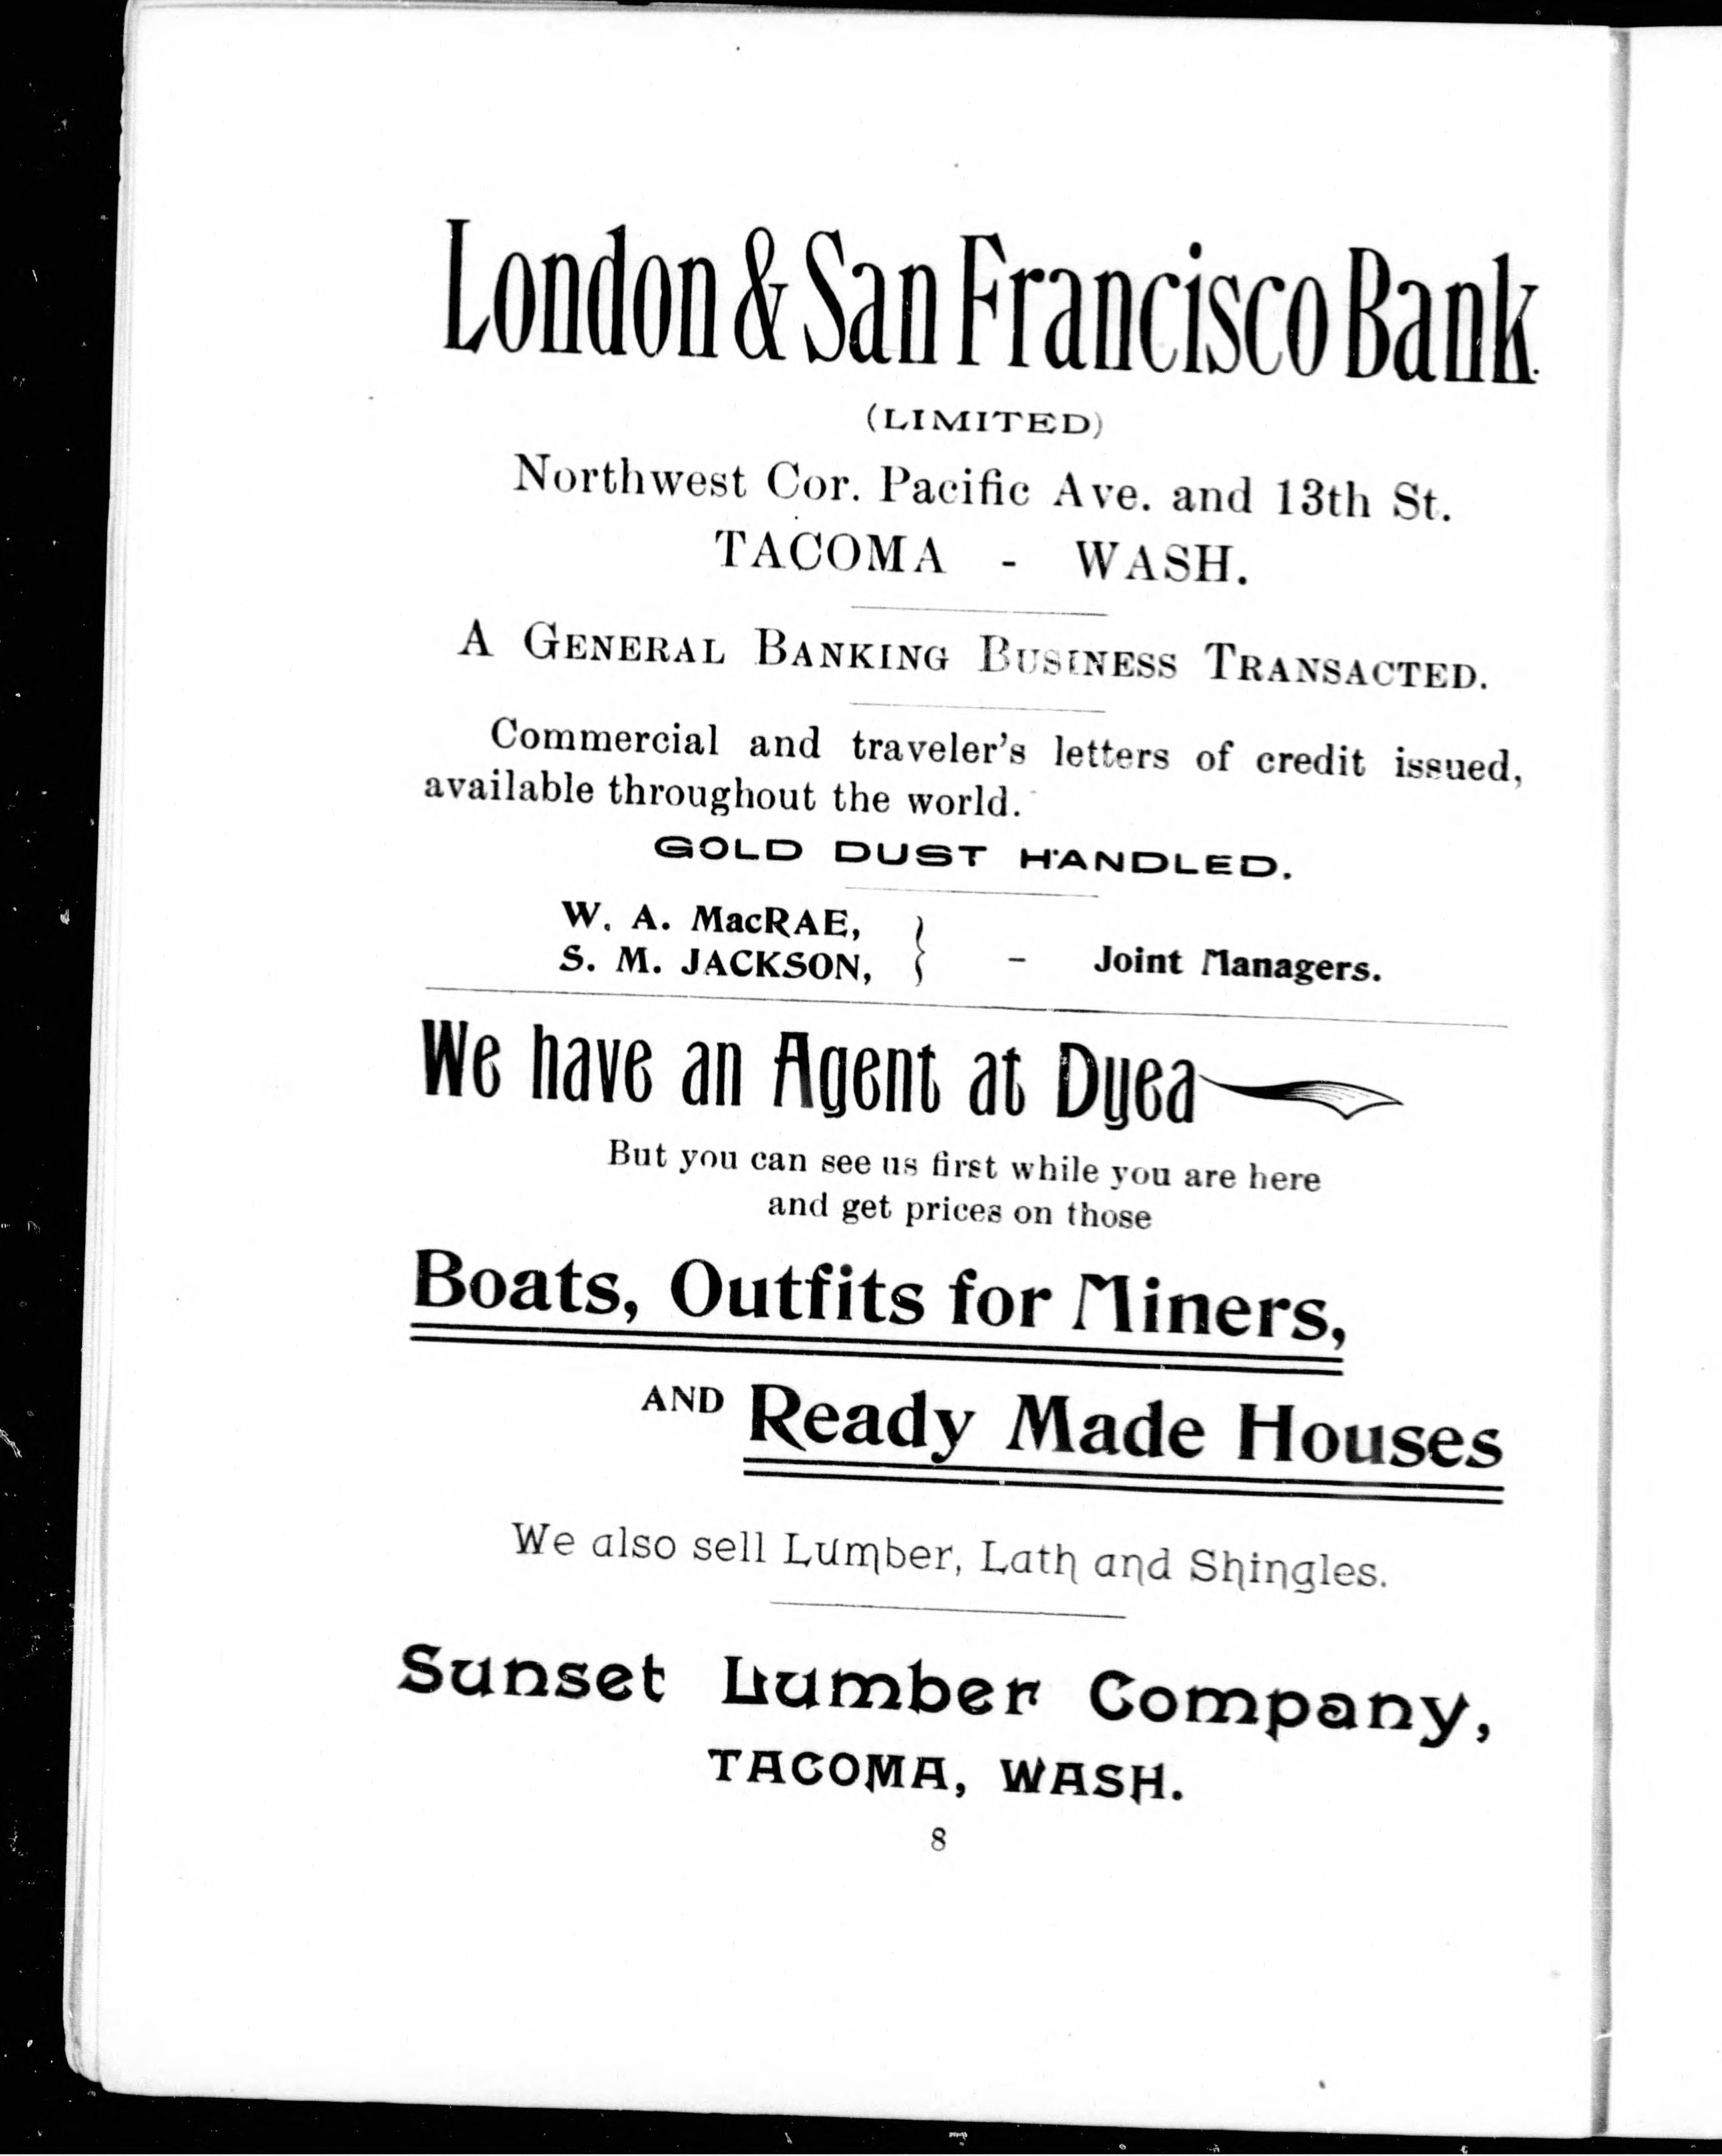 London & San Francisco Bank.
(LIMITED)
Northwest Cor. Pacific Ave. and 13th St.
TACOMA - WASH.
A GENERAL BANKING BUSINESS TRANSACTED.
Commercial and traveler's letters of credit issued,
available throughout the world.
GOLD DUST HANDLED.
W. A. MacRAE,
S. M. JACKSON, } - Joint Managers.
We have an Agent at Dyea
But you can see us first while you are here
and get prices on those
Boats, Outfits for Miners,
AND Ready Made Houses
We also sell Lumber, Lath and Shingles.
Sunset Lumber Company,
TACOMA, WASH.
8